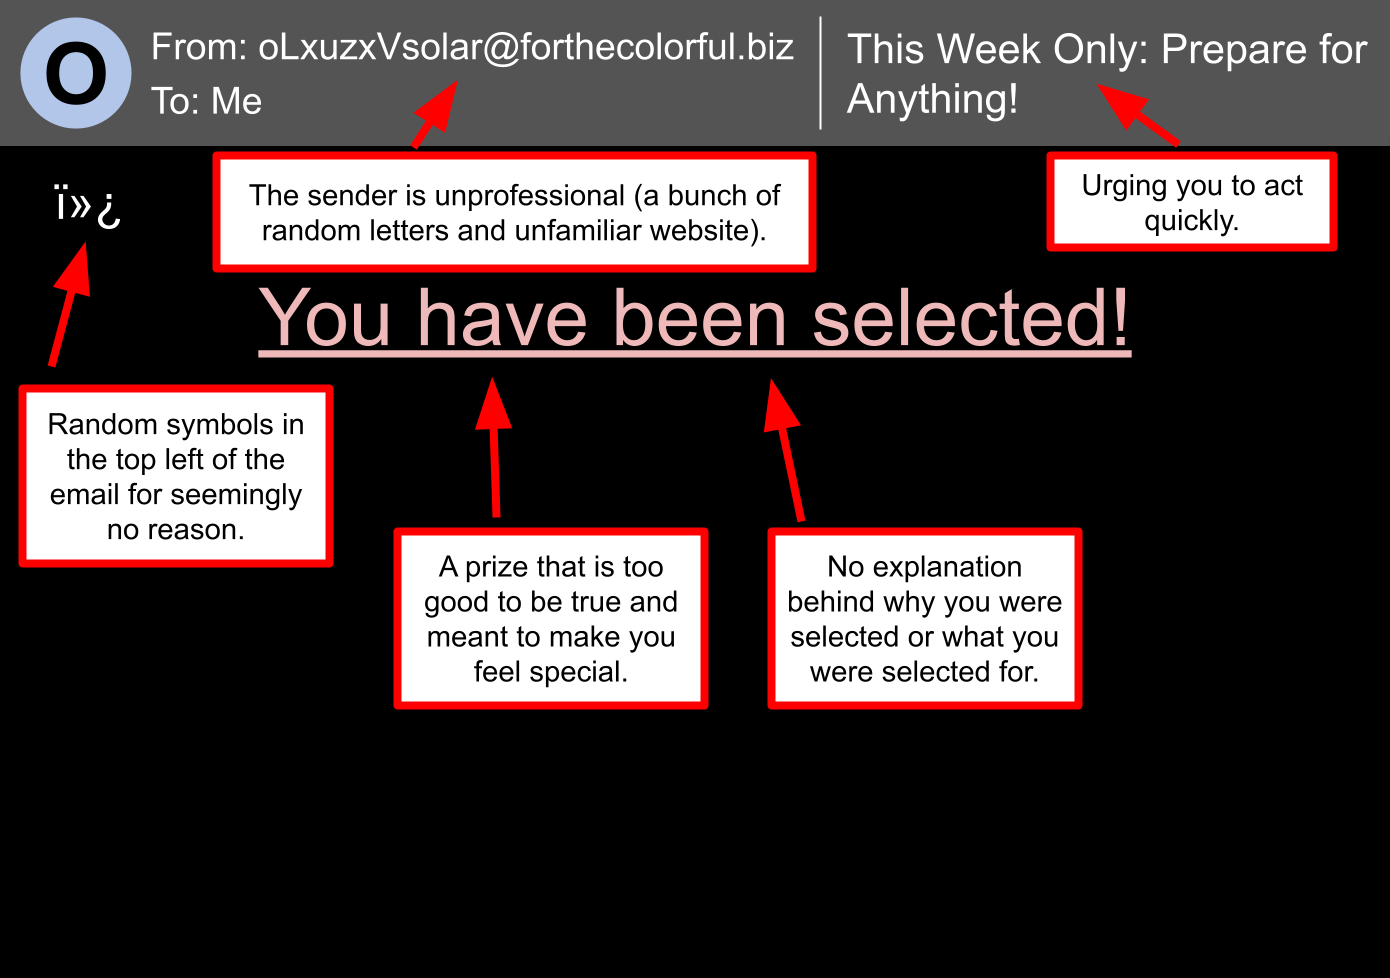 O
From: oLxuzxVsolar@forthecolorful.biz
To: Me
This Week Only: Prepare for
Anything!
ï»¿
The sender is unprofessional (a bunch of
random letters and unfamiliar website).
Urging you to act
quickly.
You have been selected!
Random symbols in
the top left of the
email for seemingly
no reason.
A prize that is too
good to be true and
meant to make you
feel special.
No explanation
behind why you were
selected or what you
were selected for.